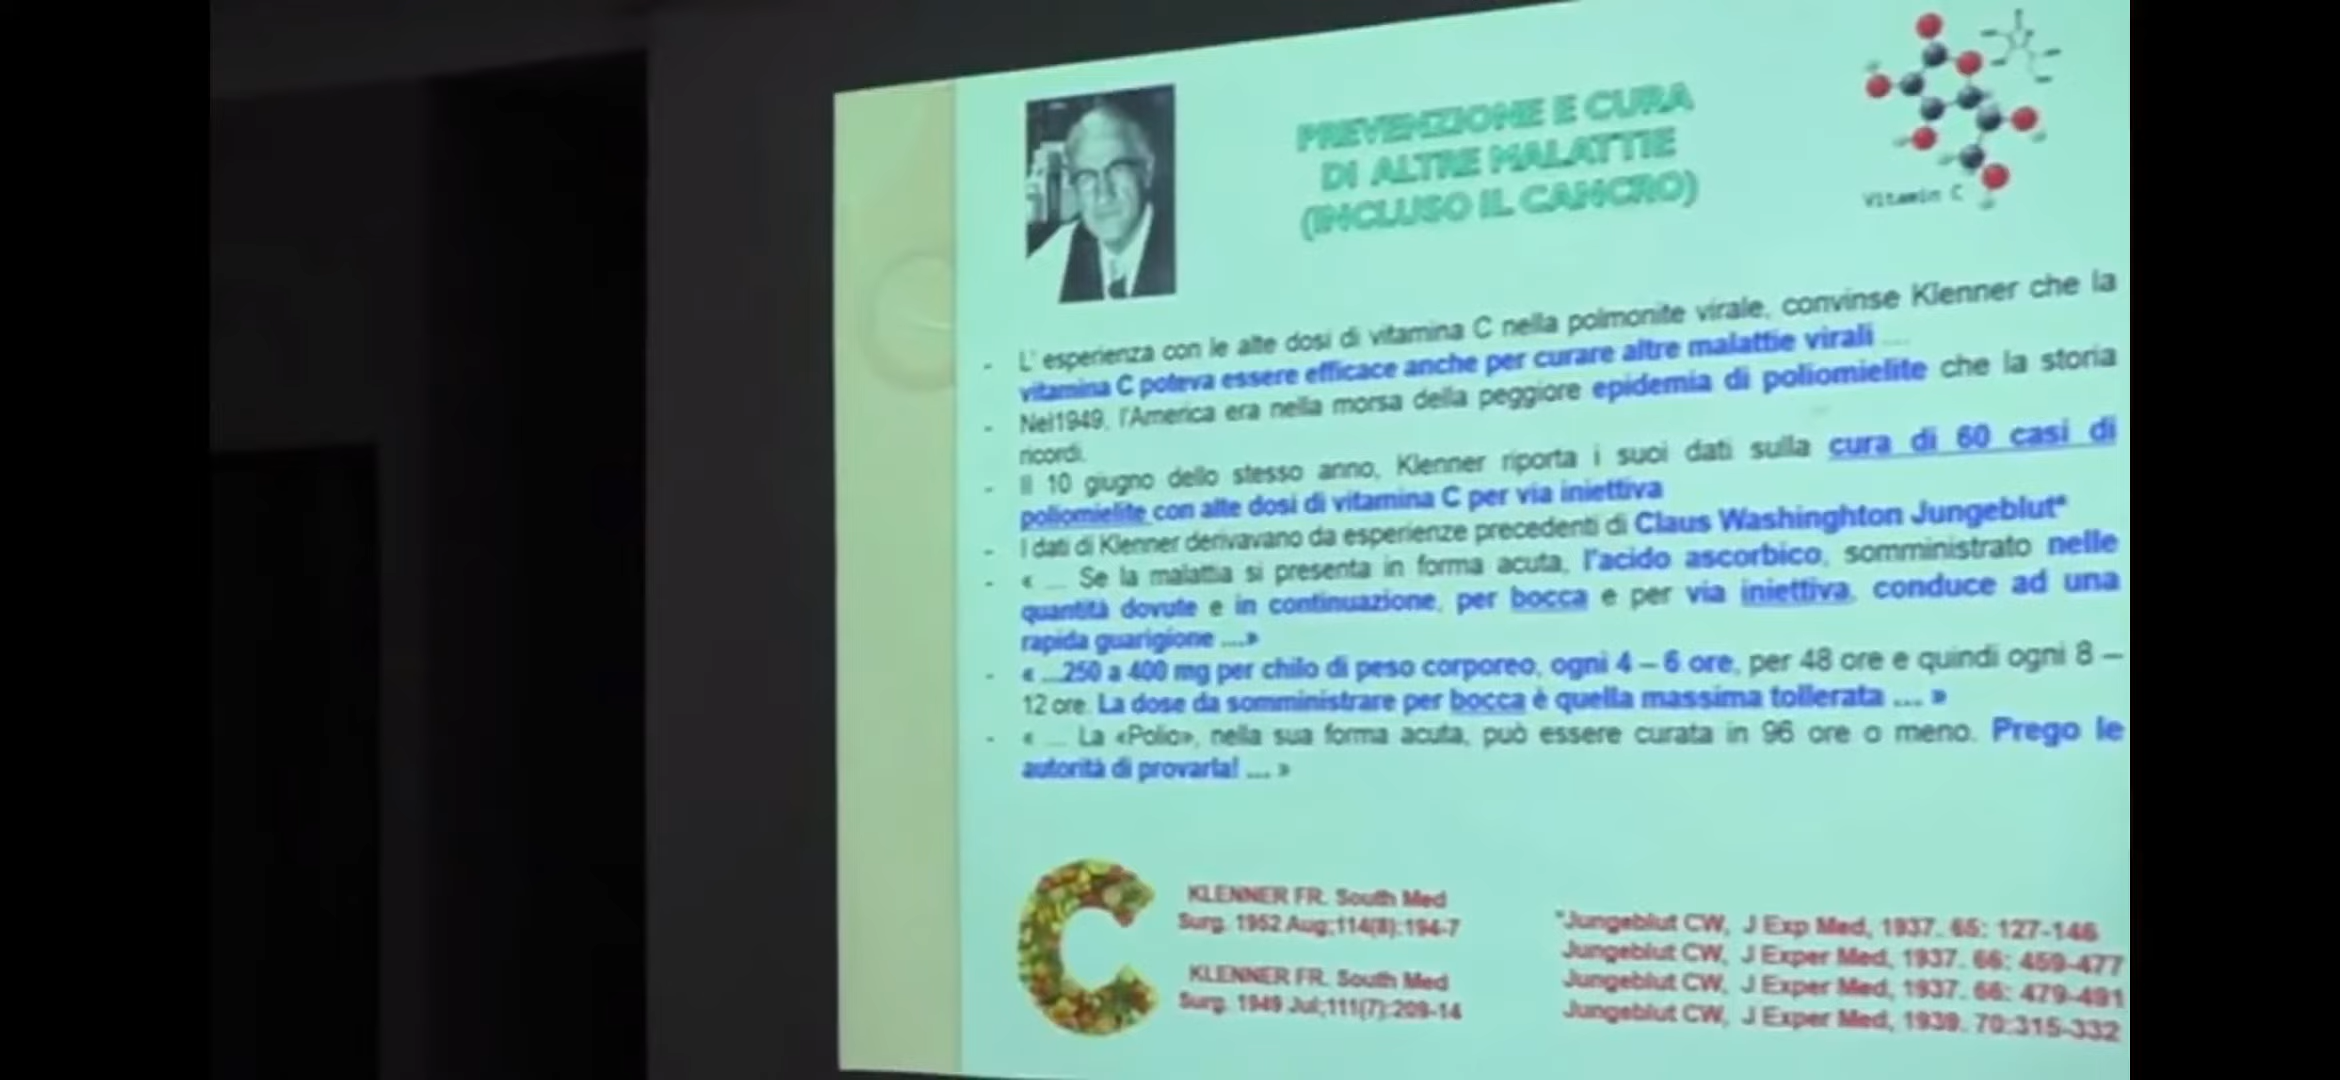 PREVENZIONE E CURA
DI ALTRE MALATTIE
(INCLUSO IL CANCRO)
Vitamin C
- L' esperienza con le alte dosi di vitamina C nella polmonite virale, convinse Klenner che la
vitamina C poteva essere efficace anche per curare altre malattie virali ....
- Nel1949, l'America era nella morsa della peggiore epidemia di poliomielite che la storia
ricordi.
- Il 10 giugno dello stesso anno, Klenner riporta i suoi dati sulla cura di 60 casi di
poliomielite con alte dosi di vitamina C per via iniettiva
- I dati di Klenner derivavano da esperienze precedenti di Claus Washinghton Jungeblut*
- « ... Se la malattia si presenta in forma acuta, l'acido ascorbico, somministrato nelle
quantità dovute e in continuazione, per bocca e per via iniettiva, conduce ad una
rapida guarigione ....»
- « ...250 a 400 mg per chilo di peso corporeo, ogni 4 – 6 ore, per 48 ore e quindi ogni 8 –
12 ore. La dose da somministrare per bocca è quella massima tollerata .... »
- « ... La «Polio», nella sua forma acuta, può essere curata in 96 ore o meno. Prego le
autorità di provarla! .... »
KLENNER FR. South Med
Surg. 1952 Aug;114(8):194-7
KLENNER FR. South Med
Surg. 1949 Jul;111(7):209-14
*Jungeblut CW, J Exp Med, 1937. 65: 127-146
Jungeblut CW, J Exper Med, 1937. 66: 459-477
Jungeblut CW, J Exper Med, 1937. 66: 479-491
Jungeblut CW, J Exper Med, 1939. 70:315-332